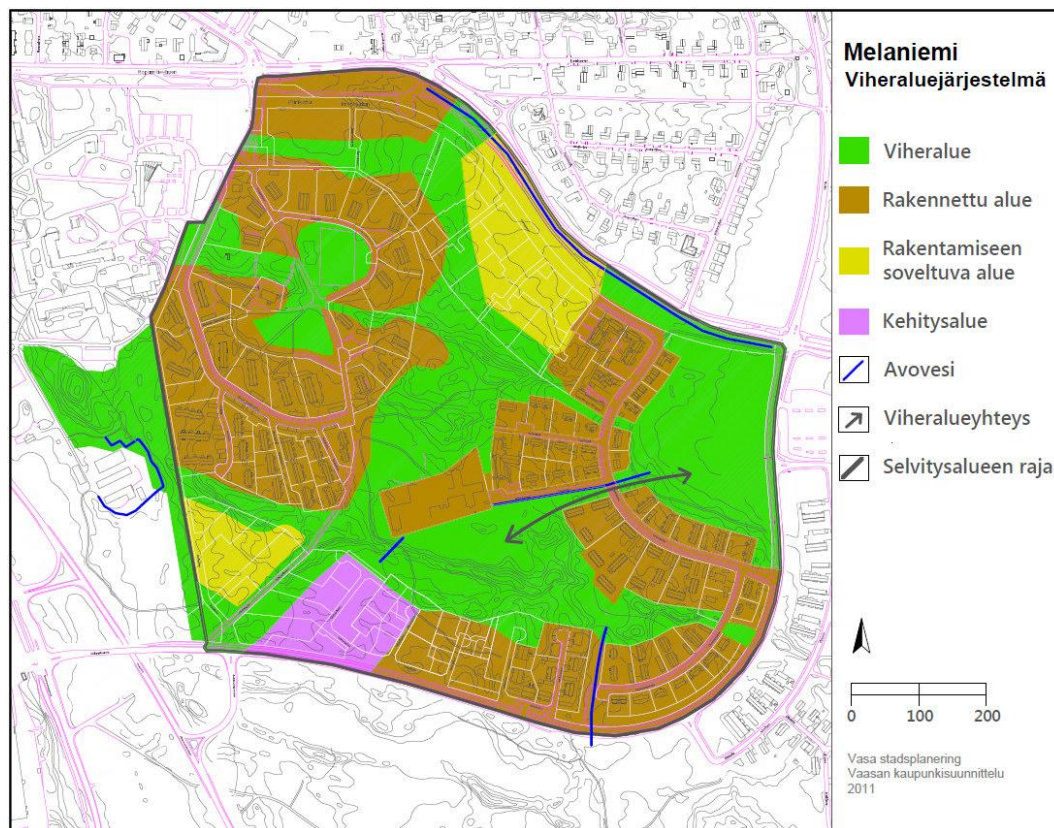 Melaniemi
Viheraluejärjestelmä
Viheralue
Rakennettu alue
Rakentamiseen
soveltuva alue
Kehitysalue
Avovesi
Viheralueyhteys
Selvitysalueen raja
0 100 200
Vasa stadsplanering
Vaasan kaupunkisuunnittelu
2011